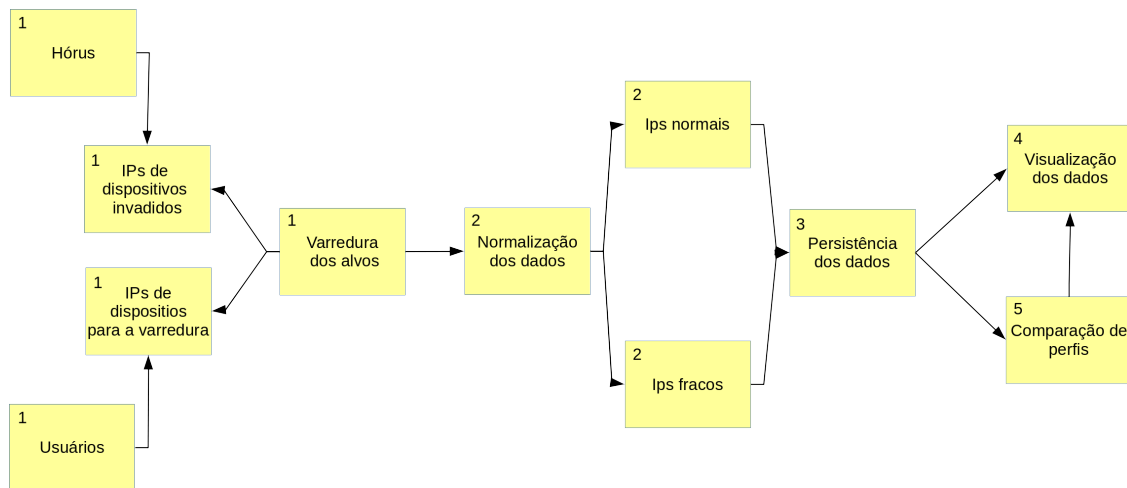 1
Hórus
1
IPs de
dispositivos
invadidos
1
IPs de
dispositios
para a varredura
1
Usuários
1
Varredura
dos alvos
2
Normalização
dos dados
2
Ips normais
2
Ips fracos
3
Persistência
dos dados
4
Visualização
dos dados
5
Comparação de
perfis